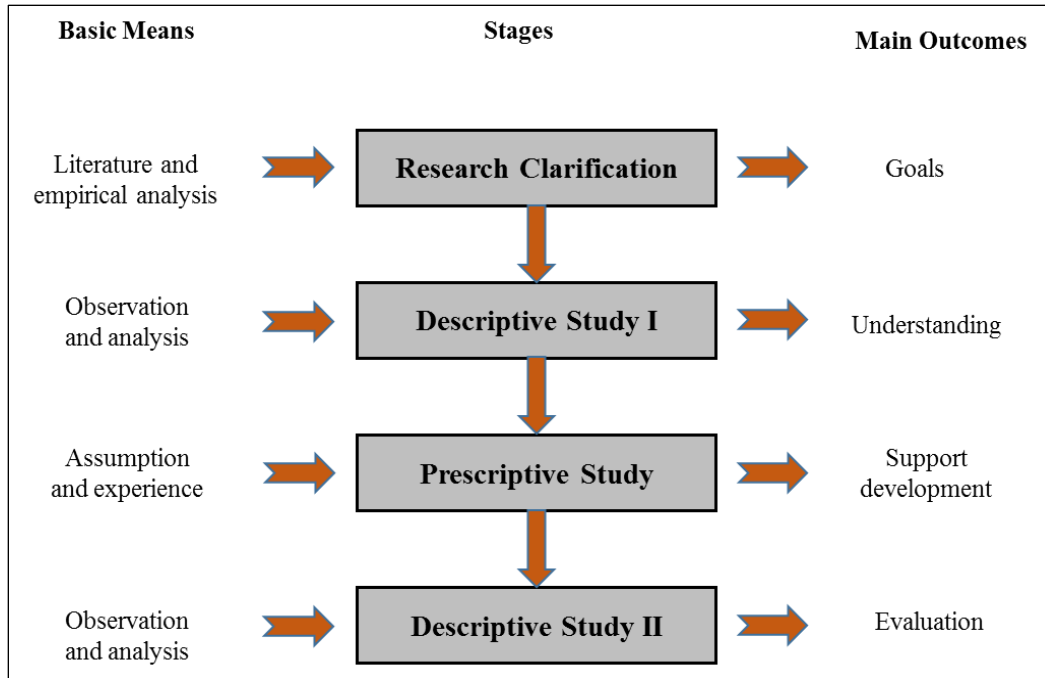 Basic Means
Stages
Main Outcomes
Literature and
empirical analysis
Research Clarification
Goals
Observation
and analysis
Descriptive Study I
Understanding
Assumption
and experience
Prescriptive Study
Support
development
Observation
and analysis
Descriptive Study II
Evaluation